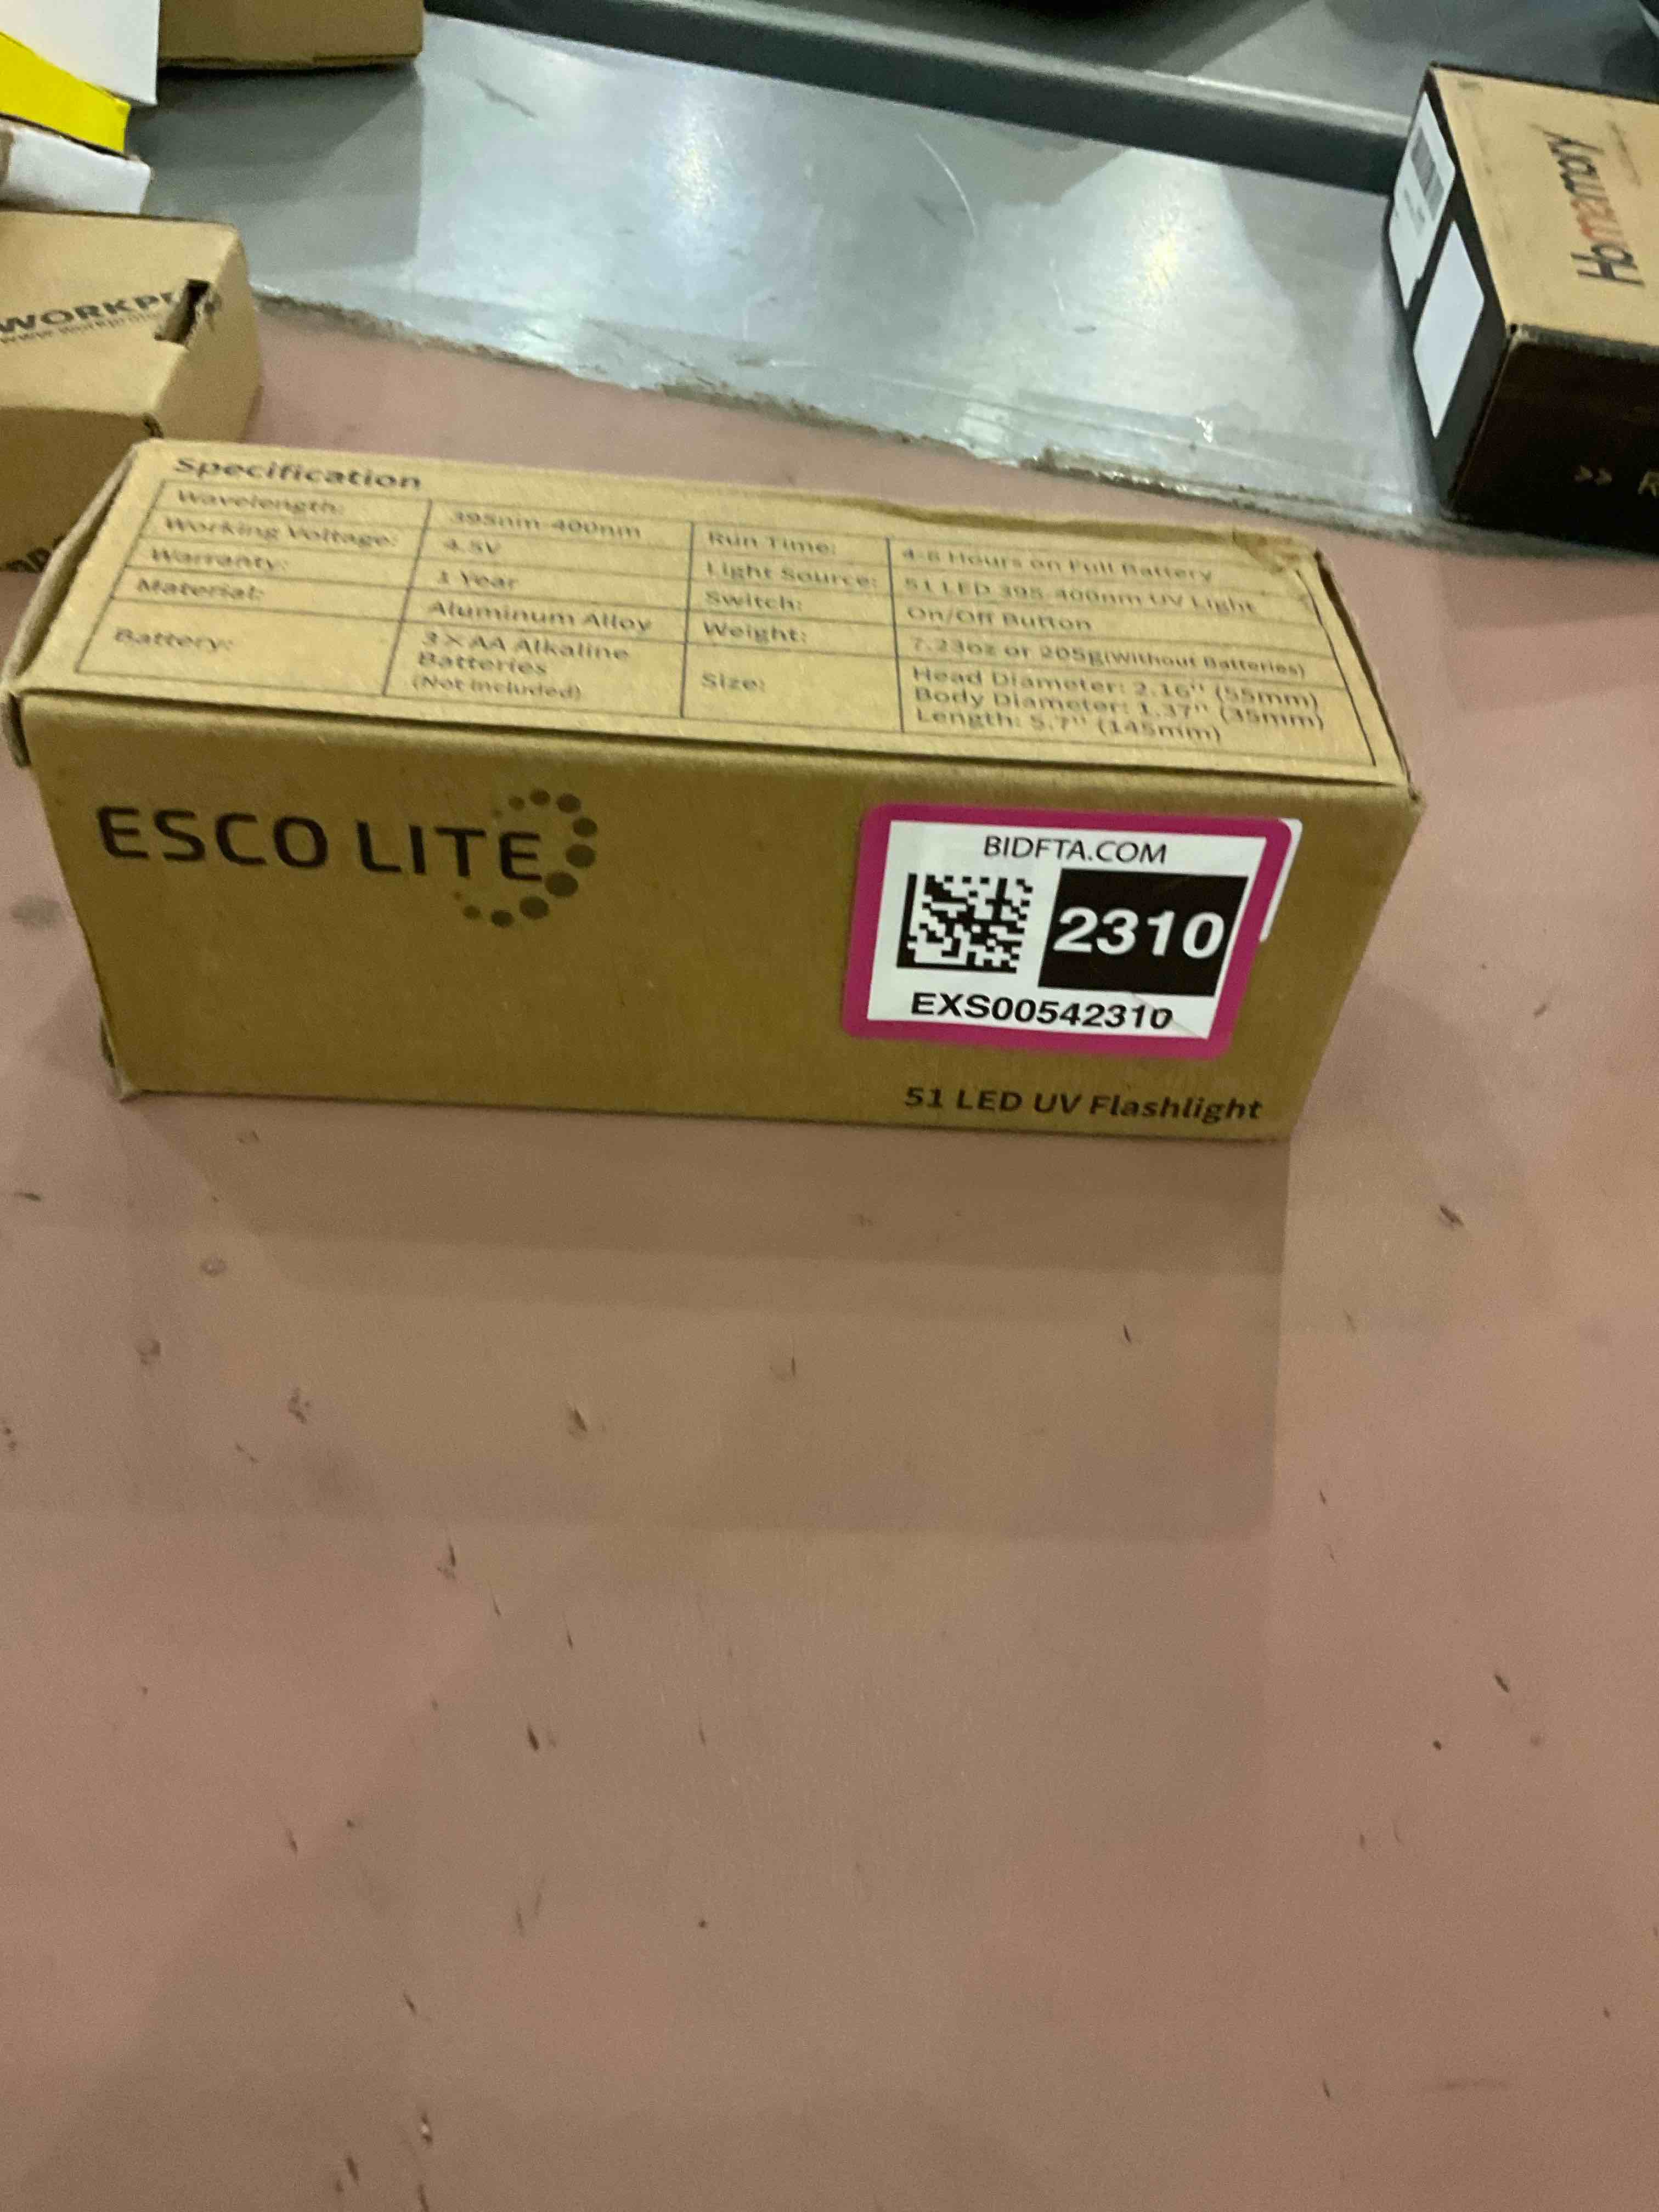 WORKPR
Homemory
>> R
Specification
Wavelength: 395nm-400nm
Working Voltage: 4.5V
Warranty: 1 Year
Material: Aluminum Alloy
Battery: 3×AA Alkaline
Batteries
(Not included)
Run Time: 4-6 Hours on Full Battery
Light Source: 51 LED 395-400nm UV Light
Switch: On/Off Button
Weight: 7.23oz or 205g(Without Batteries)
Size: Head Diameter: 2.16'' (55mm)
Body Diameter: 1.37'' (35mm)
Length: 5.7'' (145mm)
ESCO LITE
BIDFTA.COM
2310
EXS00542310
51 LED UV Flashlight